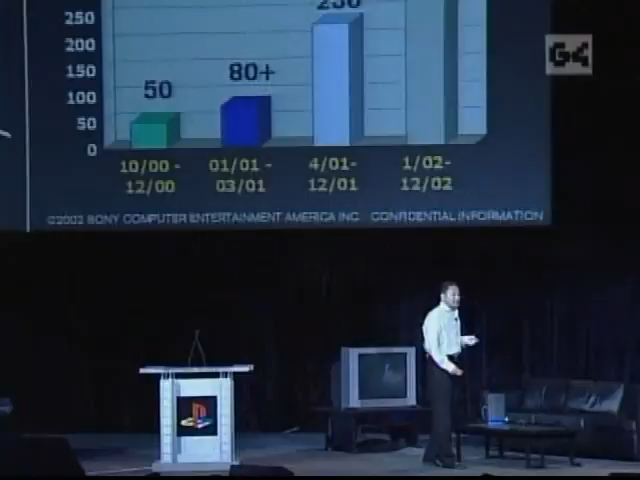 250
G4
200
150
100
50
0
50
80+
230
10/00 - 12/00
01/01 - 03/01
4/01- 12/01
1/02- 12/02
©2002 SONY COMPUTER ENTERTAINMENT AMERICA INC. CONFIDENTIAL INFORMATION